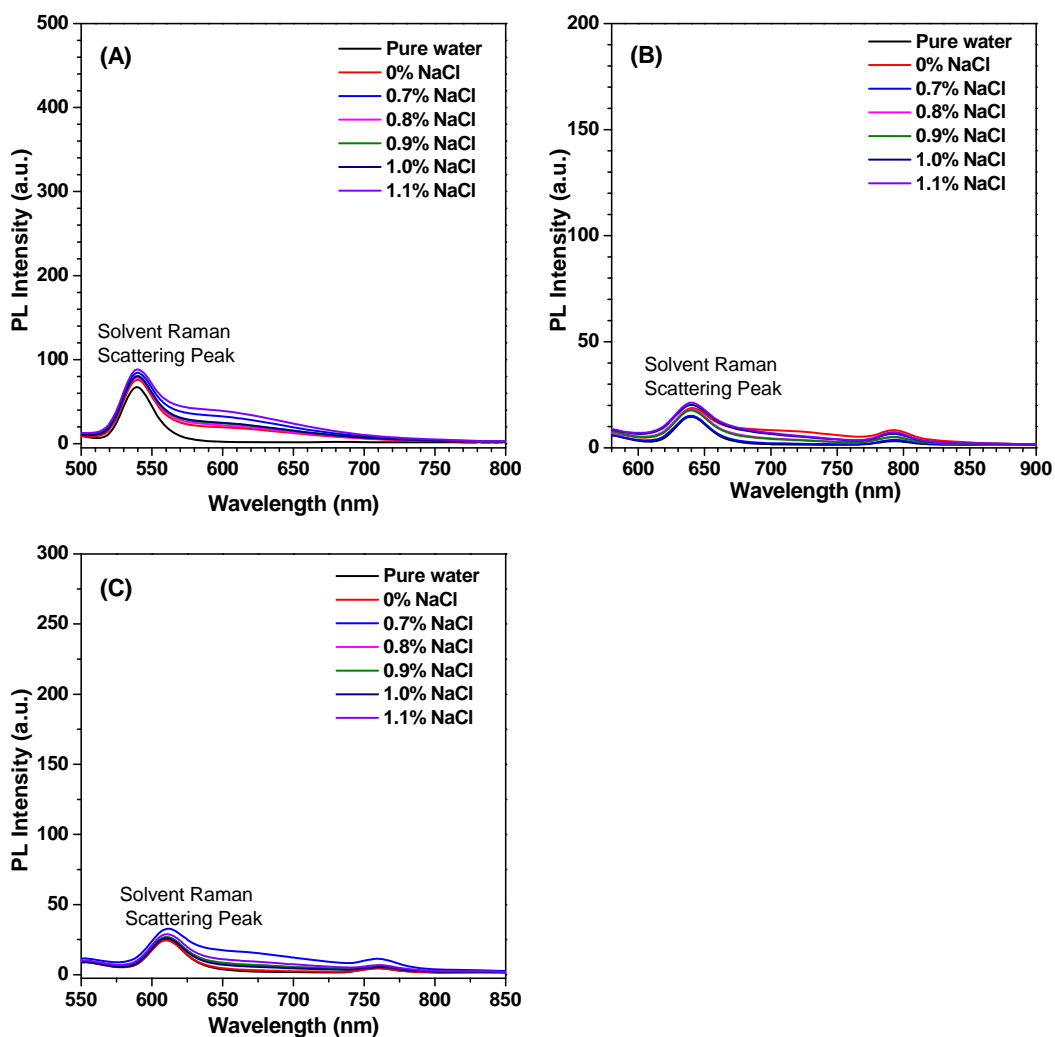 (A)
Pure water
0% NaCl
0.7% NaCl
0.8% NaCl
0.9% NaCl
1.0% NaCl
1.1% NaCl
Solvent Raman
Scattering Peak
PL Intensity (a.u.)
500
400
300
200
100
0
500 550 600 650 700 750 800
Wavelength (nm)
(B)
Pure water
0% NaCl
0.7% NaCl
0.8% NaCl
0.9% NaCl
1.0% NaCl
1.1% NaCl
Solvent Raman
Scattering Peak
PL Intensity (a.u.)
200
150
100
50
0
600 650 700 750 800 850 900
Wavelength (nm)
(C)
Pure water
0% NaCl
0.7% NaCl
0.8% NaCl
0.9% NaCl
1.0% NaCl
1.1% NaCl
Solvent Raman
Scattering Peak
PL Intensity (a.u.)
300
250
200
150
100
50
0
550 600 650 700 750 800 850
Wavelength (nm)